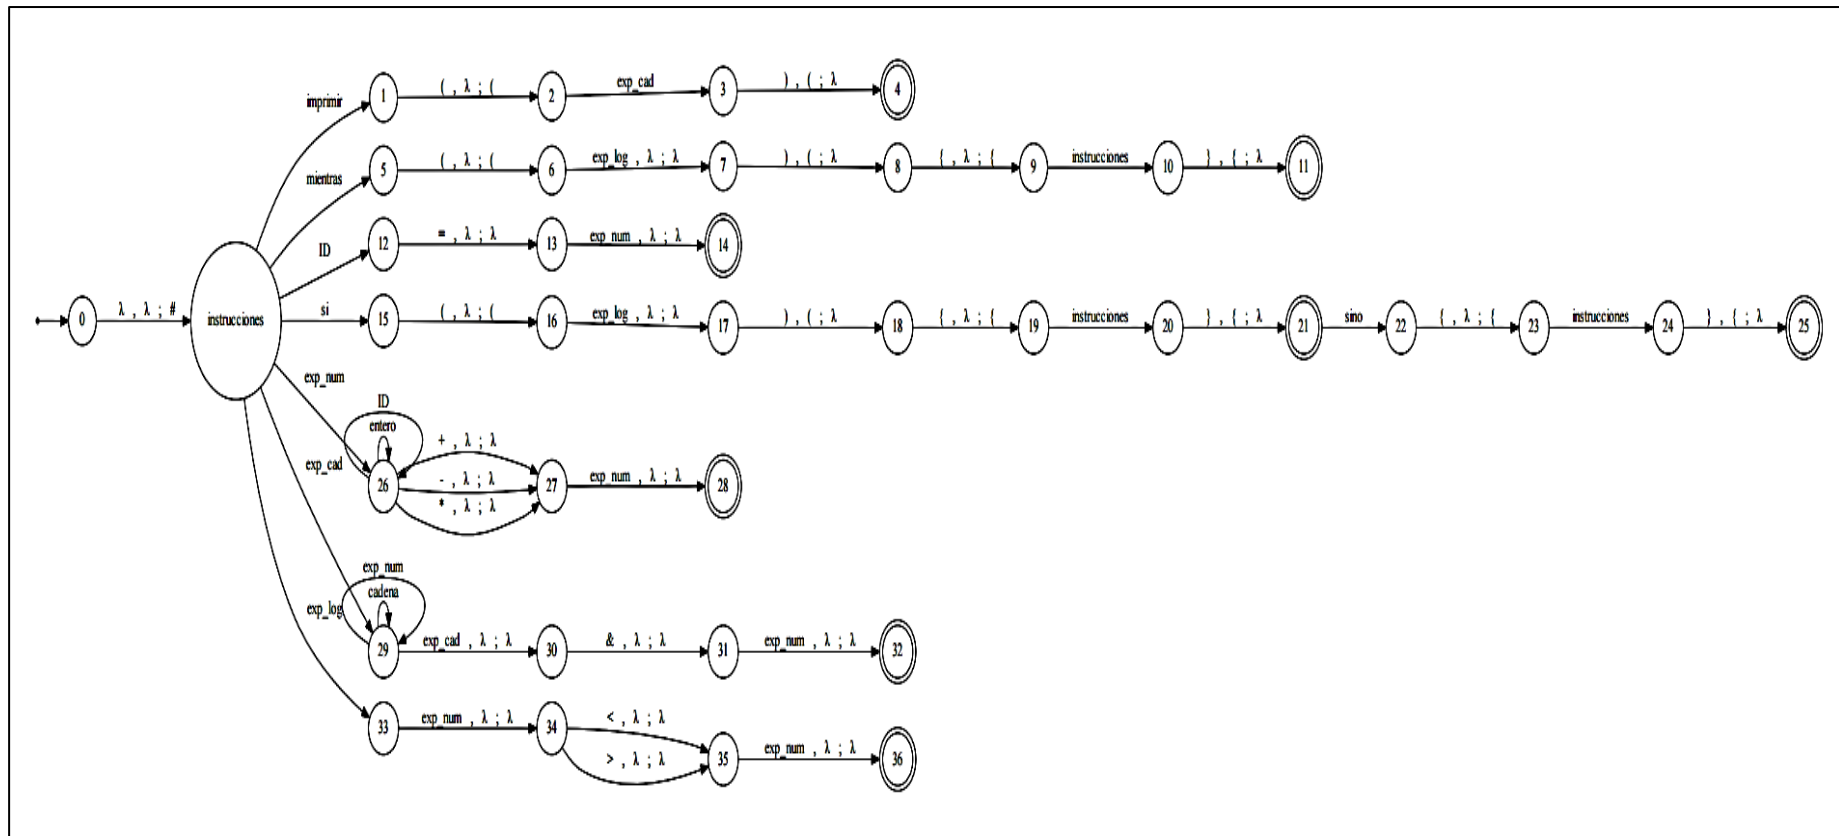 imprimir 1 ( , λ ; ( 2 exp_cad 3 ) , ( ; λ 4
mientras 5 ( , λ ; ( 6 exp_log , λ ; λ 7 ) , ( ; λ 8 { , λ ; { 9 instrucciones 10 } , { ; λ 11
ID 12 = , λ ; λ 13 exp_num , λ ; λ 14
0 λ , λ ; # instrucciones si 15 ( , λ ; ( 16 exp_log , λ ; λ 17 ) , ( ; λ 18 { , λ ; { 19 instrucciones 20 } , { ; λ 21 sino 22 { , λ ; { 23 instrucciones 24 } , { ; λ 25
exp_num
ID
entero
26 + , λ ; λ
- , λ ; λ
* , λ ; λ
27 exp_num , λ ; λ 28
exp_cad
exp_num
cadena
29 exp_cad , λ ; λ 30 & , λ ; λ 31 exp_num , λ ; λ 32
exp_log
33 exp_num , λ ; λ 34 < , λ ; λ
> , λ ; λ
35 exp_num , λ ; λ 36